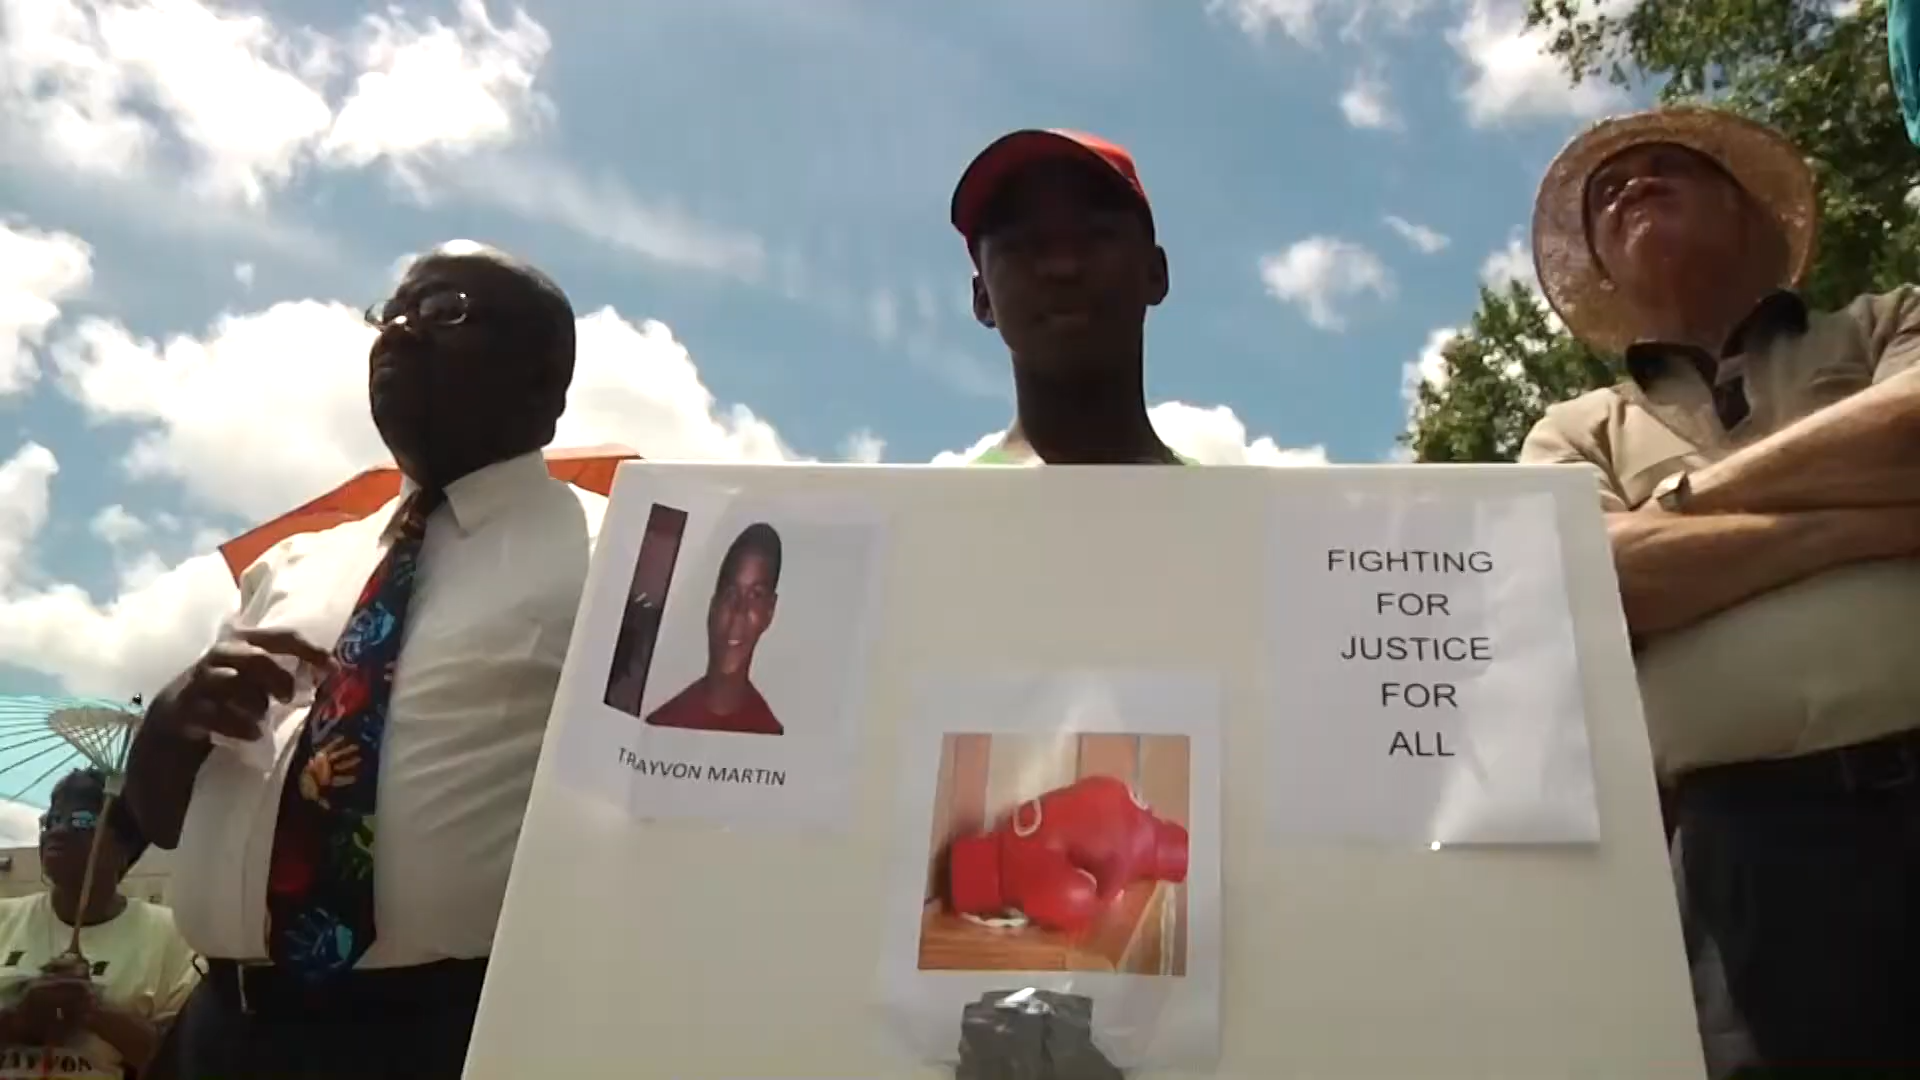 TRAYVON MARTIN
FIGHTING
FOR
JUSTICE
FOR
ALL